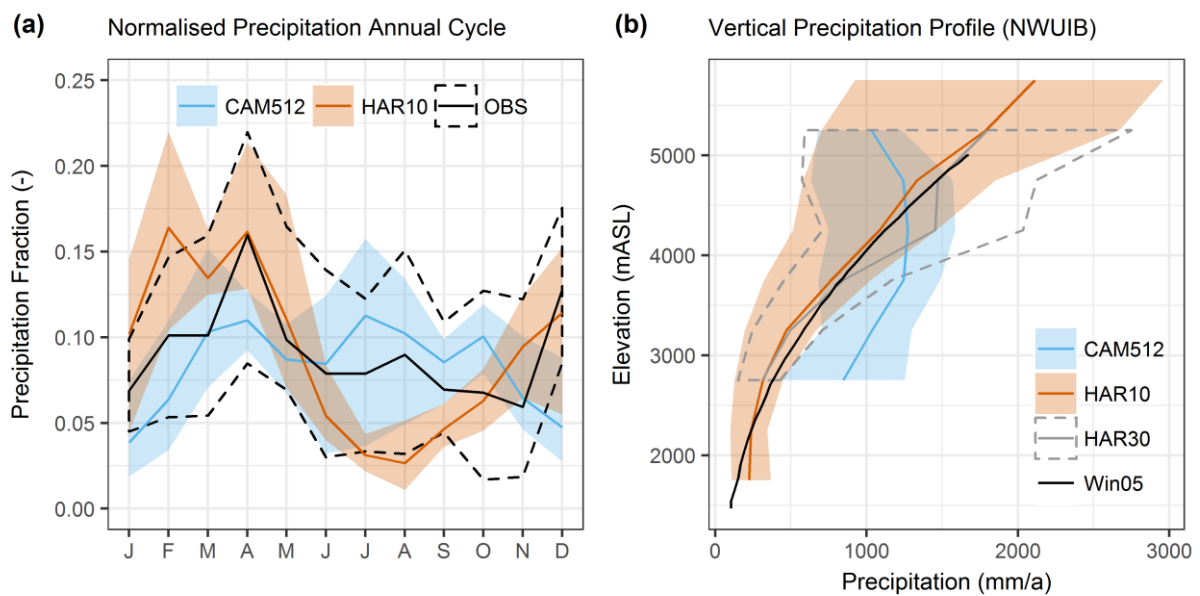 (a) Normalised Precipitation Annual Cycle
Precipitation Fraction (-)
0.25
0.20
0.15
0.10
0.05
0.00
CAM512 HAR10 OBS
J F M A M J J A S O N D
(b) Vertical Precipitation Profile (NWUIB)
Elevation (mASL)
5000
4000
3000
2000
CAM512
HAR10
HAR30
Win05
0 1000 2000 3000
Precipitation (mm/a)